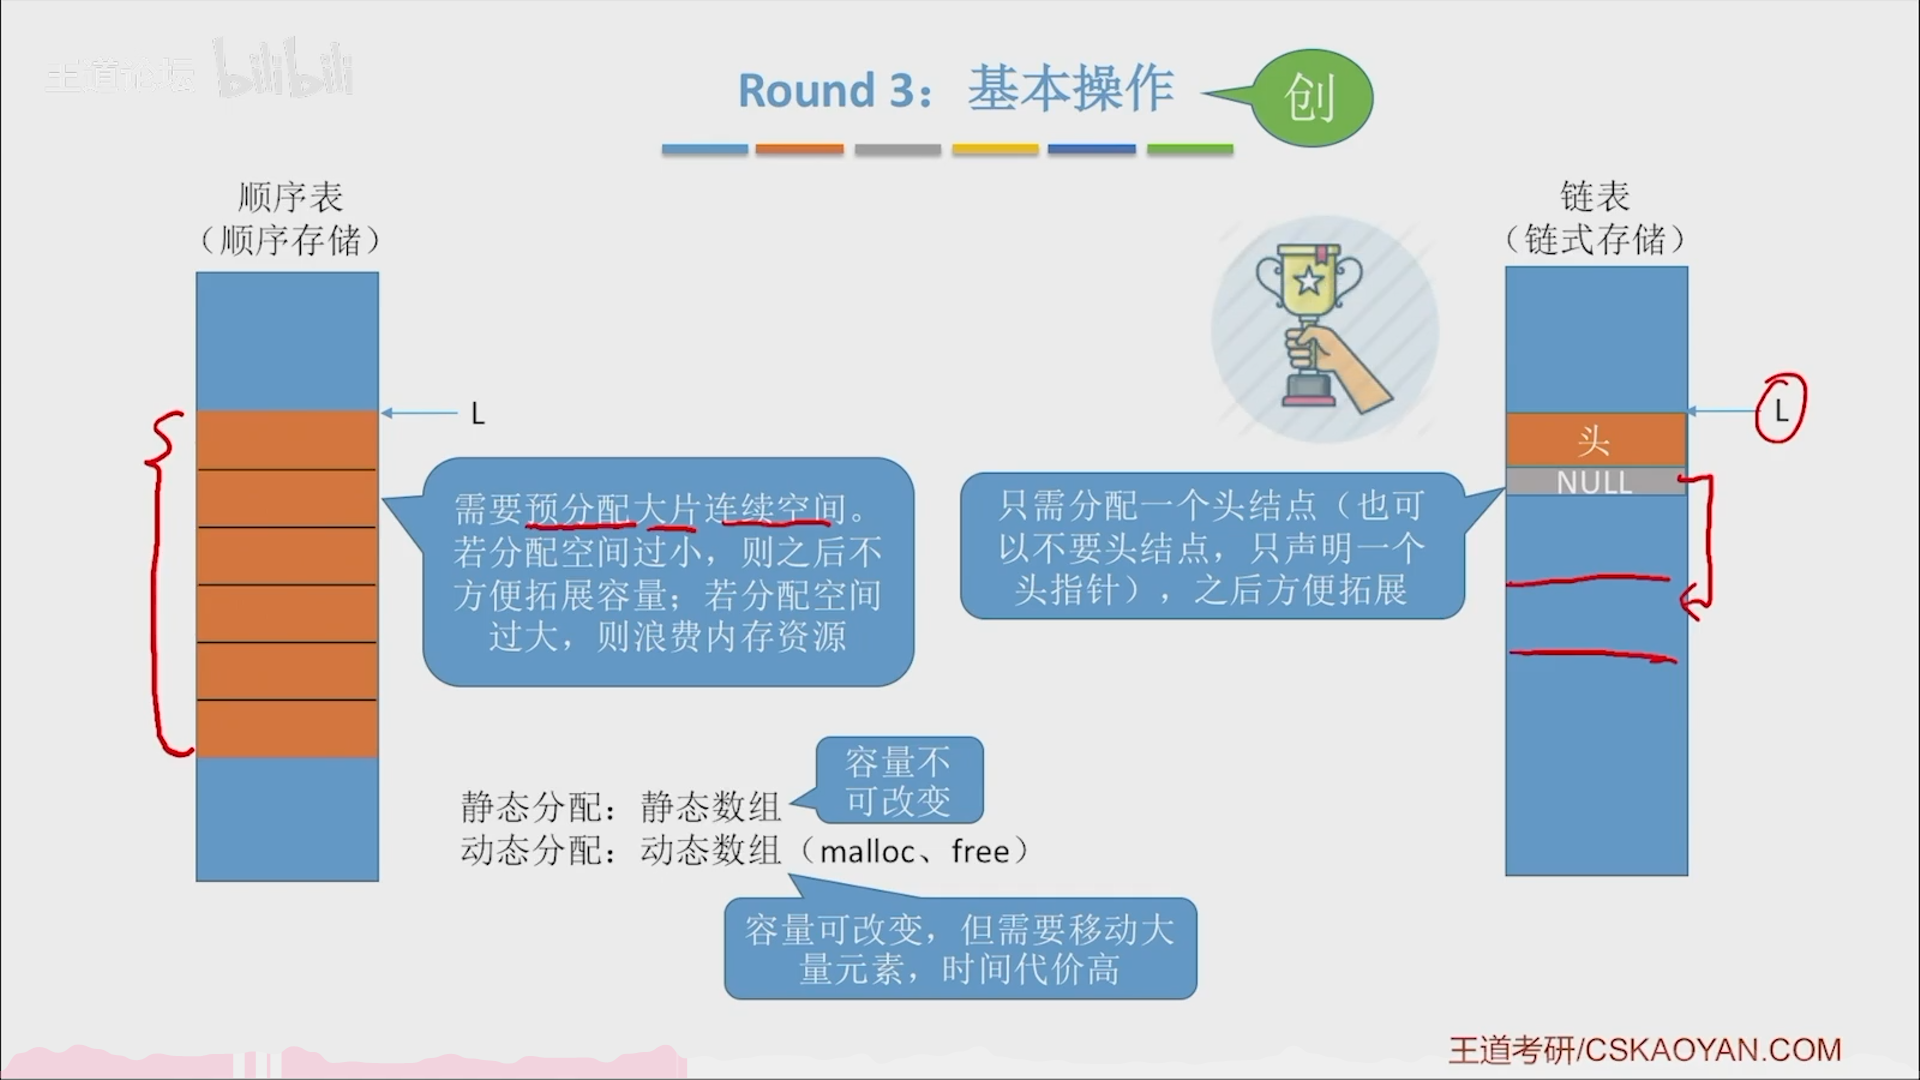 王道论坛 bilibili
Round 3：基本操作
创
顺序表
（顺序存储）
L
需要预分配大片连续空间。
若分配空间过小，则之后不
方便拓展容量；若分配空间
过大，则浪费内存资源
链表
（链式存储）
L
头
NULL
只需分配一个头结点（也可
以不要头结点，只声明一个
头指针），之后方便拓展
容量不
可改变
静态分配：静态数组
动态分配：动态数组（malloc、free）
容量可改变，但需要移动大
量元素，时间代价高
王道考研/CSKAOYAN.COM